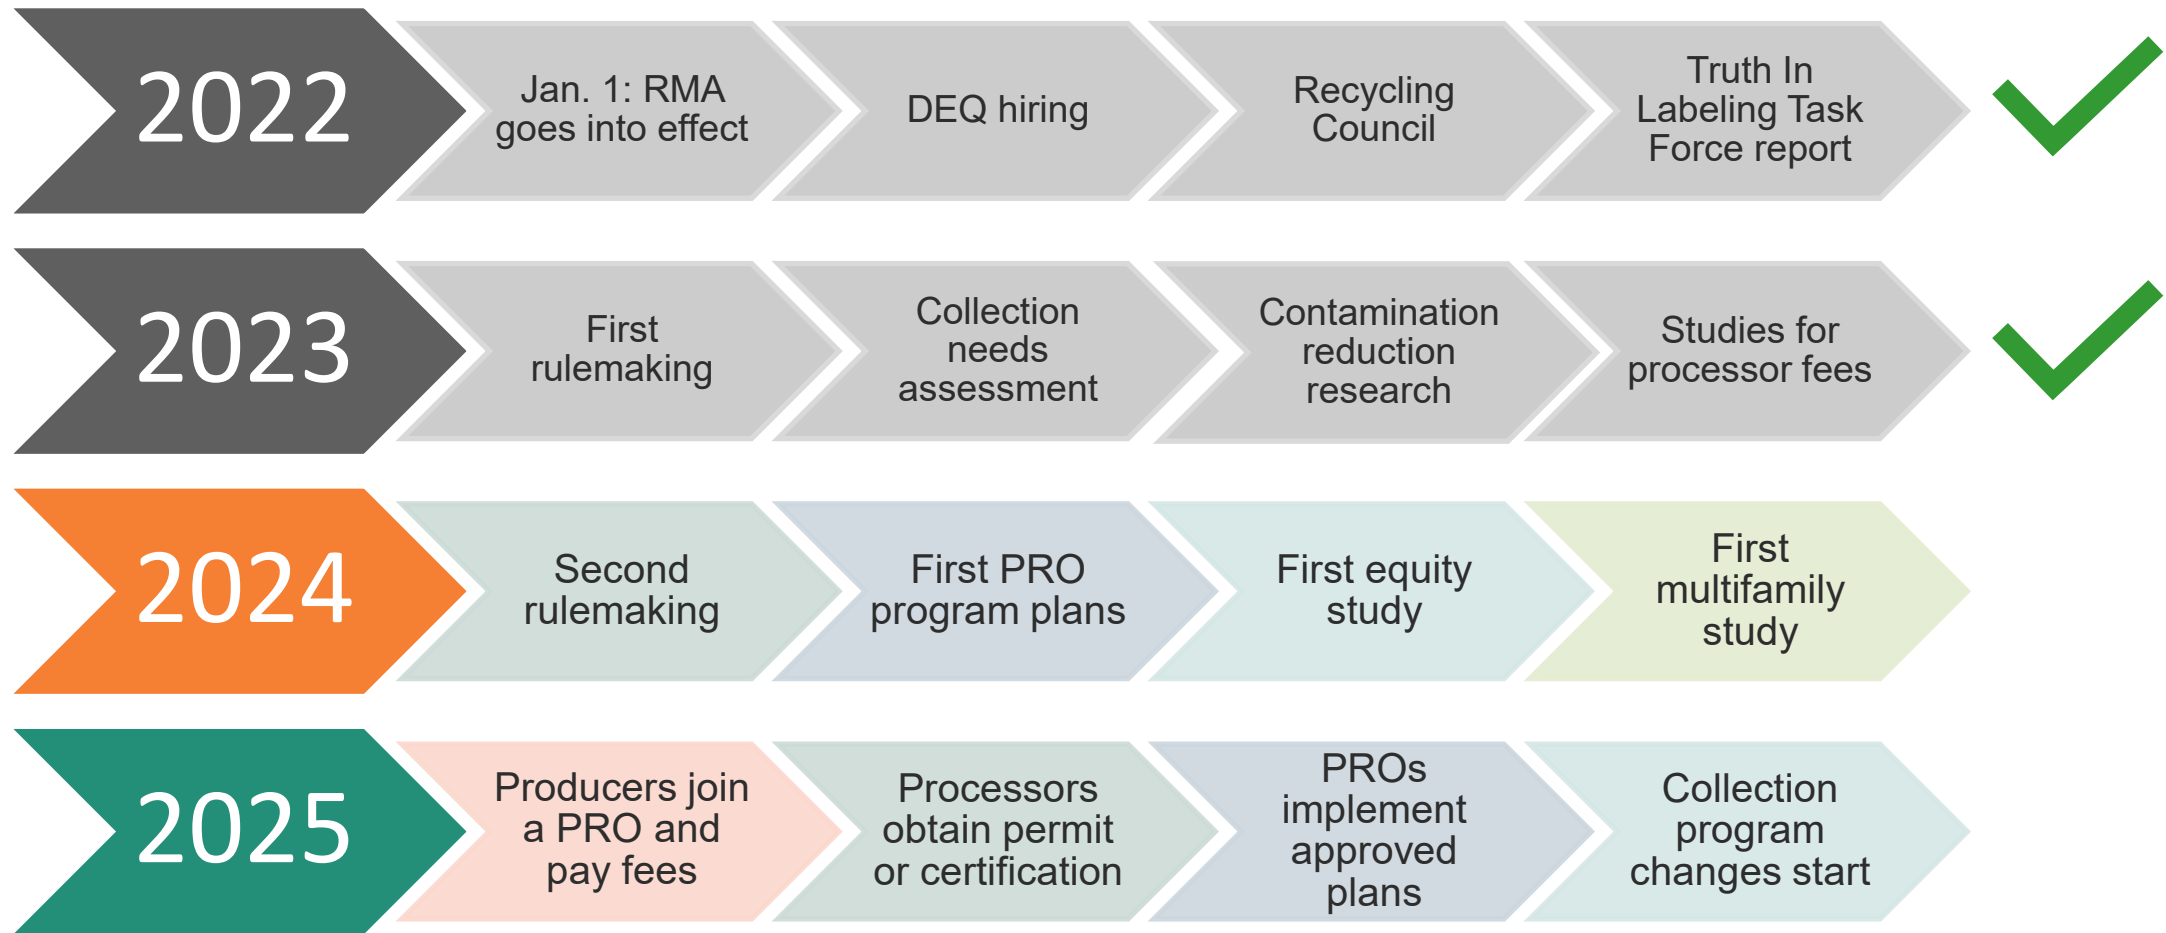 2022
Jan. 1: RMA
goes into effect
DEQ hiring
Recycling
Council
Truth In
Labeling Task
Force report
2023
First
rulemaking
Collection
needs
assessment
Contamination
reduction
research
Studies for
processor fees
2024
Second
rulemaking
First PRO
program plans
First equity
study
First
multifamily
study
2025
Producers join
a PRO and
pay fees
Processors
obtain permit
or certification
PROs
implement
approved
plans
Collection
program
changes start